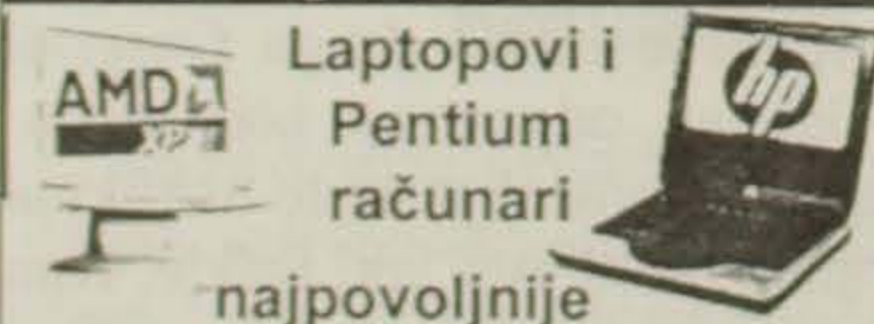 Laptopovi i
Pentium
računari
najpovoljnije
AMD
XP
hp